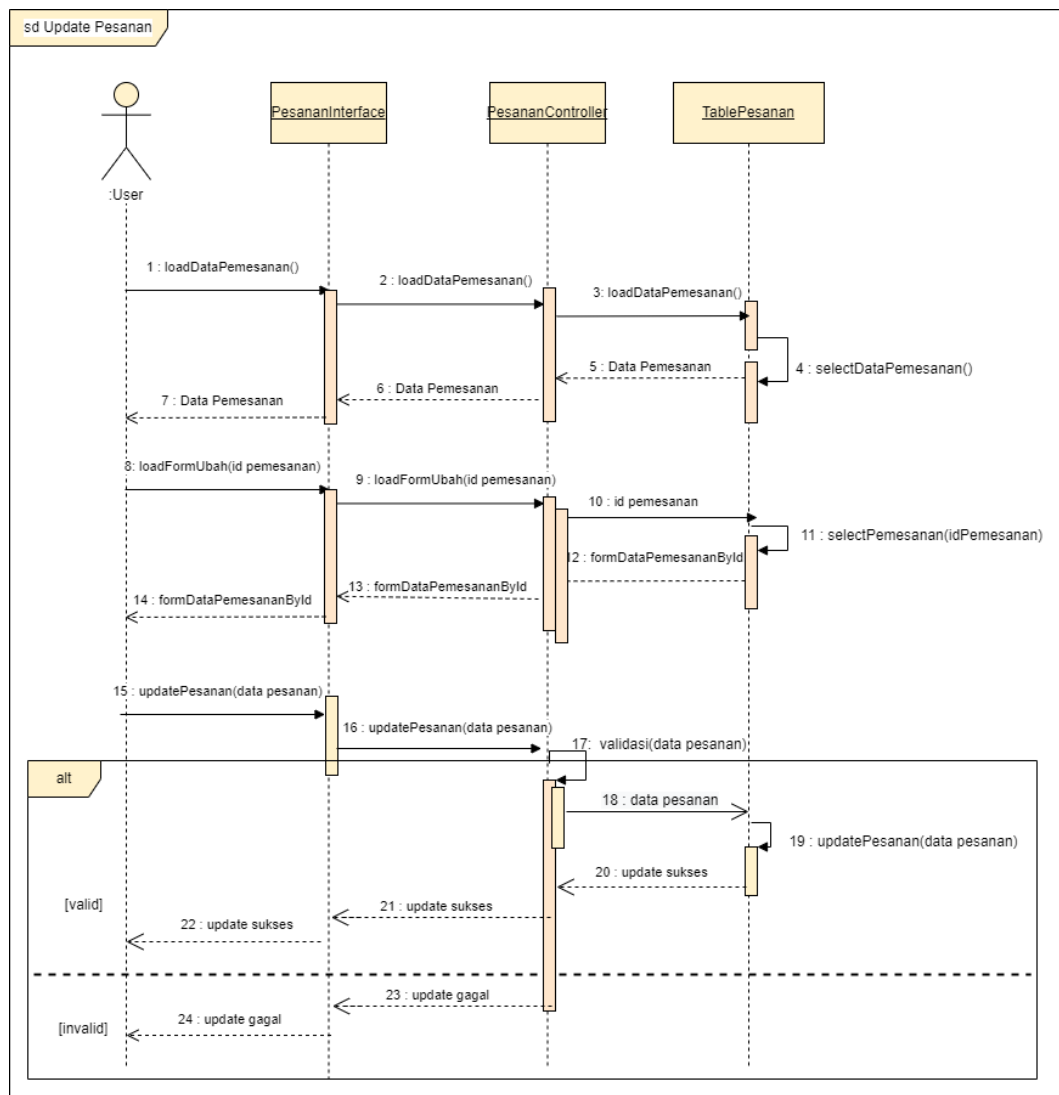 sd Update Pesanan
PesananInterface
PesananController
TablePesanan
:User
1 : loadDataPemesanan()
2 : loadDataPemesanan()
3: loadDataPemesanan()
4 : selectDataPemesanan()
5 : Data Pemesanan
6 : Data Pemesanan
7 : Data Pemesanan
8: loadFormUbah(id pemesanan)
9 : loadFormUbah(id pemesanan)
10 : id pemesanan
11 : selectPemesanan(idPemesanan)
12 : formDataPemesananById
13 : formDataPemesananById
14 : formDataPemesananById
15 : updatePesanan(data pesanan)
16 : updatePesanan(data pesanan)
17: validasi(data pesanan)
alt
18 : data pesanan
19 : updatePesanan(data pesanan)
20 : update sukses
[valid]
21 : update sukses
22 : update sukses
23 : update gagal
[invalid]
24 : update gagal